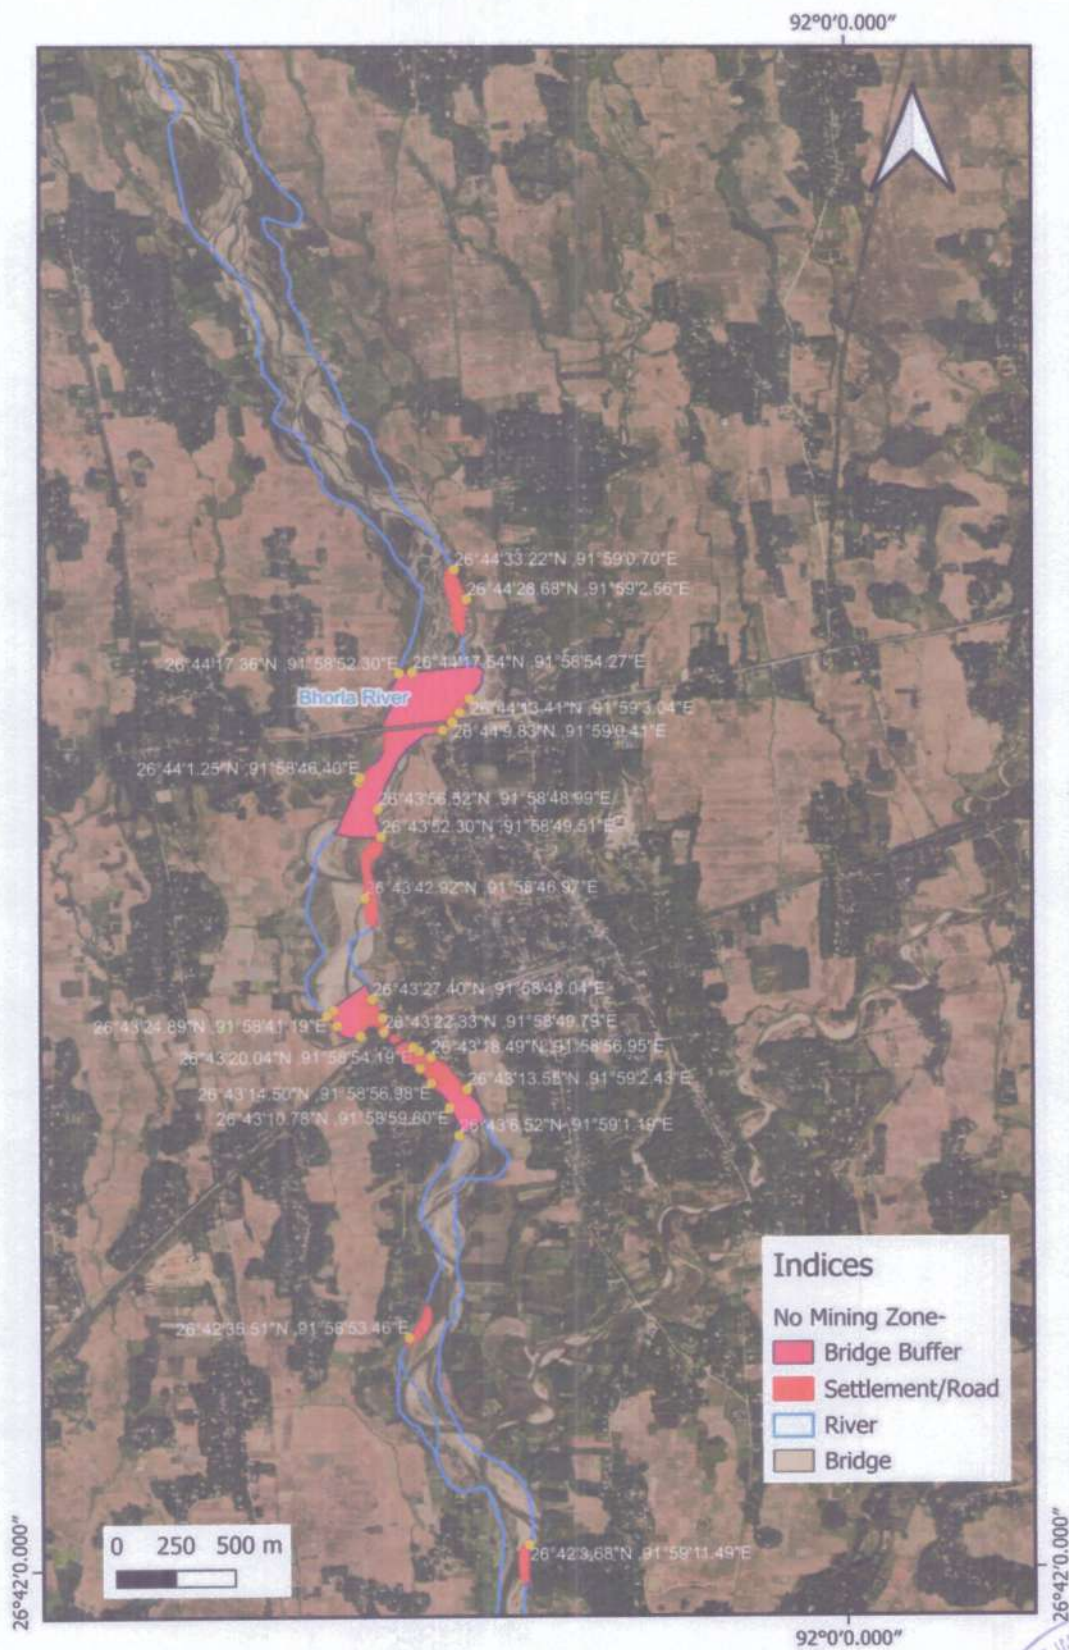 92°0'0.000"
26°44'33.22"N ,91°59'0.70"E
26°44'28.68"N ,91°59'2.56"E
26°44'17.36"N ,91°58'52.30"E
26°44'17.54"N ,91°58'54.27"E
Bhorla River
26°44'13.41"N ,91°59'3.04"E
26°44'9.83"N ,91°59'0.41"E
26°44'1.25"N ,91°58'46.40"E
26°43'56.52"N ,91°58'48.99"E
26°43'52.30"N ,91°58'49.51"E
26°43'42.92"N ,91°58'46.97"E
26°43'27.40"N ,91°58'48.04"E
26°43'24.89"N ,91°58'41.19"E
26°43'22.33"N ,91°58'49.79"E
26°43'18.49"N ,91°58'56.95"E
26°43'20.04"N ,91°58'54.19"E
26°43'13.55"N ,91°59'2.43"E
26°43'14.50"N ,91°58'56.98"E
26°43'10.78"N ,91°58'59.60"E
26°43'6.52"N ,91°59'1.19"E
Indices
No Mining Zone-
Bridge Buffer
Settlement/Road
River
Bridge
26°42'35.51"N ,91°58'53.46"E
0 250 500 m
26°42'3.68"N ,91°59'11.49"E
26°42'0.000"
26°42'0.000"
92°0'0.000"